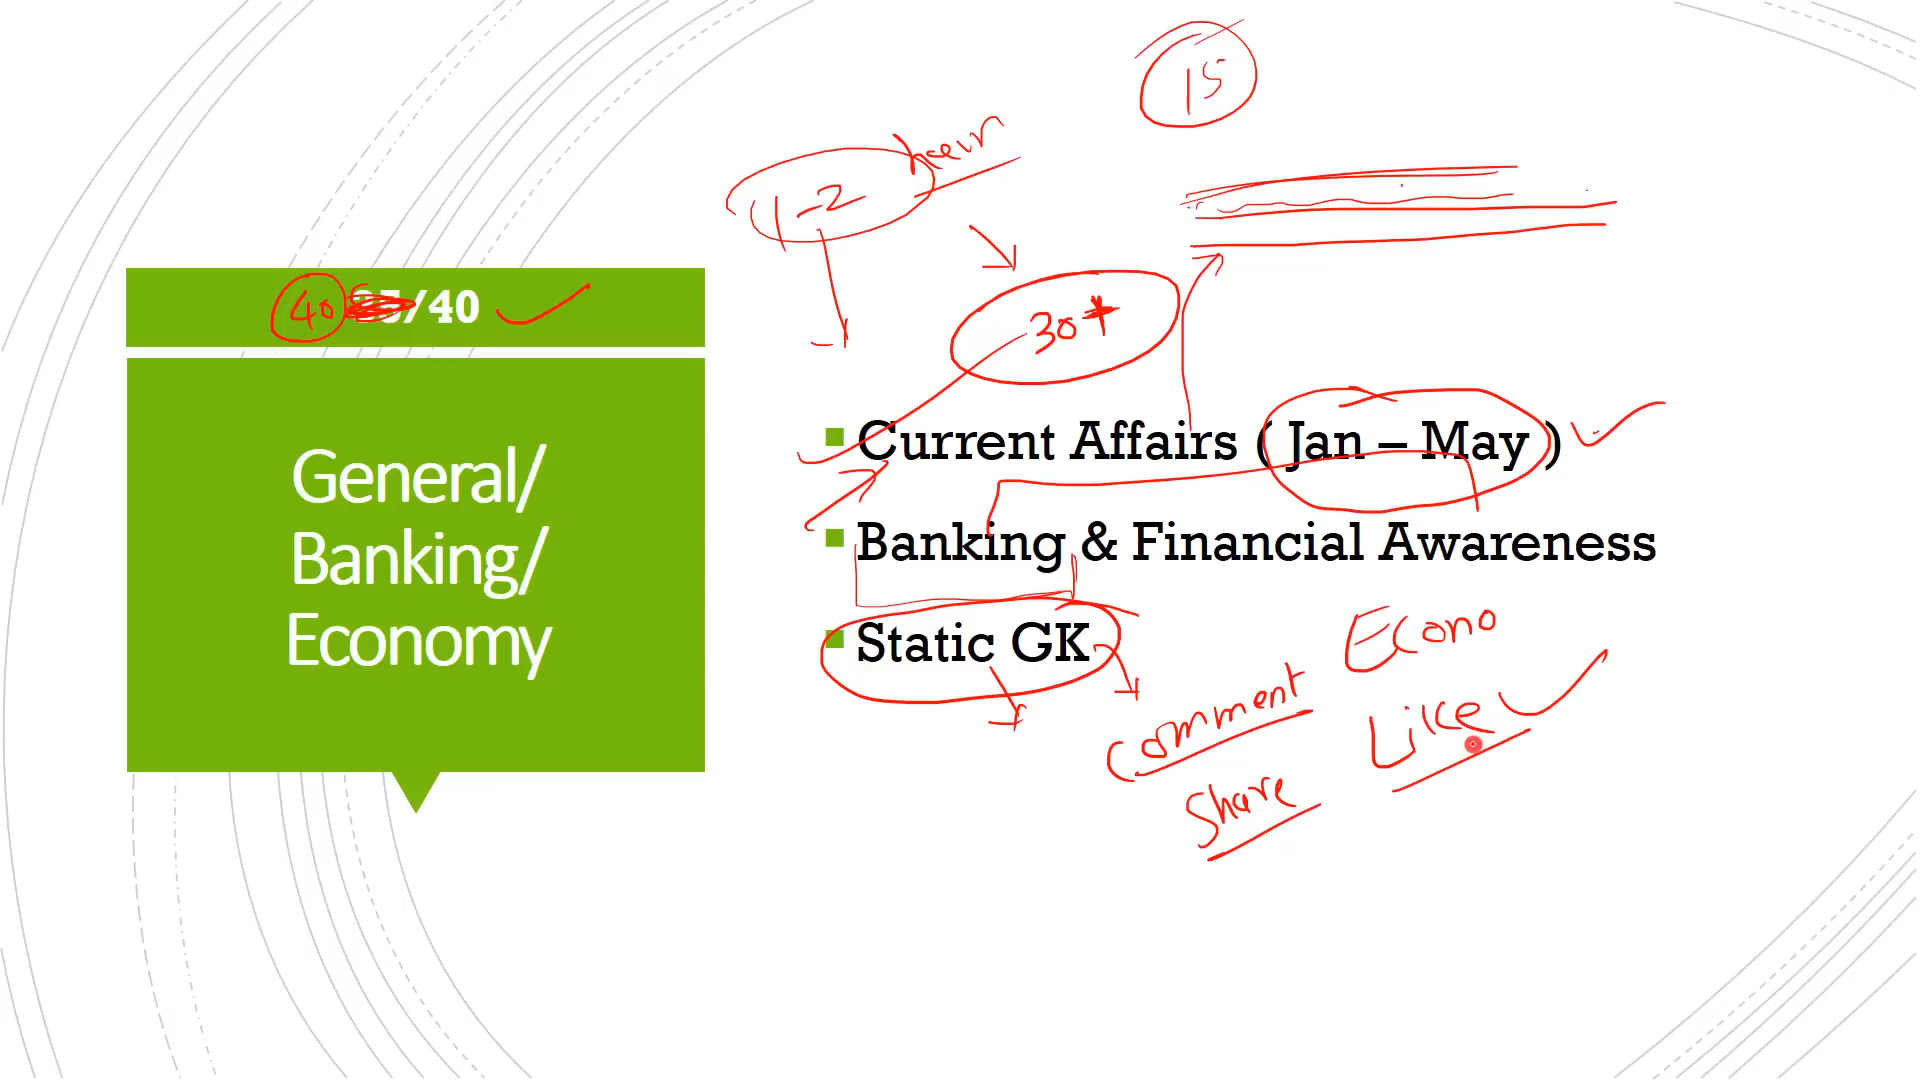 15
1-2 hour
40 /40
30+
General/
Banking/
Economy
Current Affairs ( Jan – May )
Banking & Financial Awareness
Static GK
Econo
Comment
Like
Share